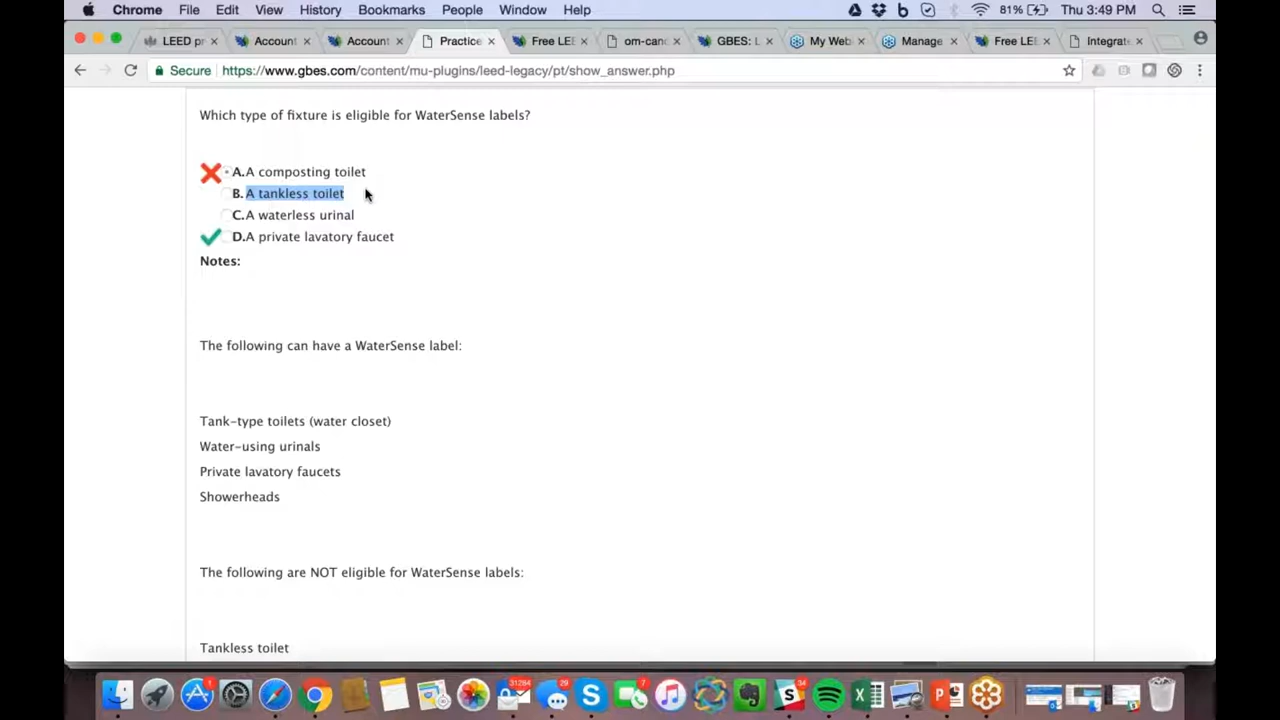 Chrome File Edit View History Bookmarks People Window Help 81% Thu 3:49 PM
LEED pr Account Account Practice Free LEE om-canc GBES: L My Web Manage Free LEE Integrate
Secure https://www.gbes.com/content/mu-plugins/leed-legacy/pt/show_answer.php
Which type of fixture is eligible for WaterSense labels?
A. A composting toilet
B. A tankless toilet
C. A waterless urinal
D. A private lavatory faucet
Notes:
The following can have a WaterSense label:
Tank-type toilets (water closet)
Water-using urinals
Private lavatory faucets
Showerheads
The following are NOT eligible for WaterSense labels:
Tankless toilet